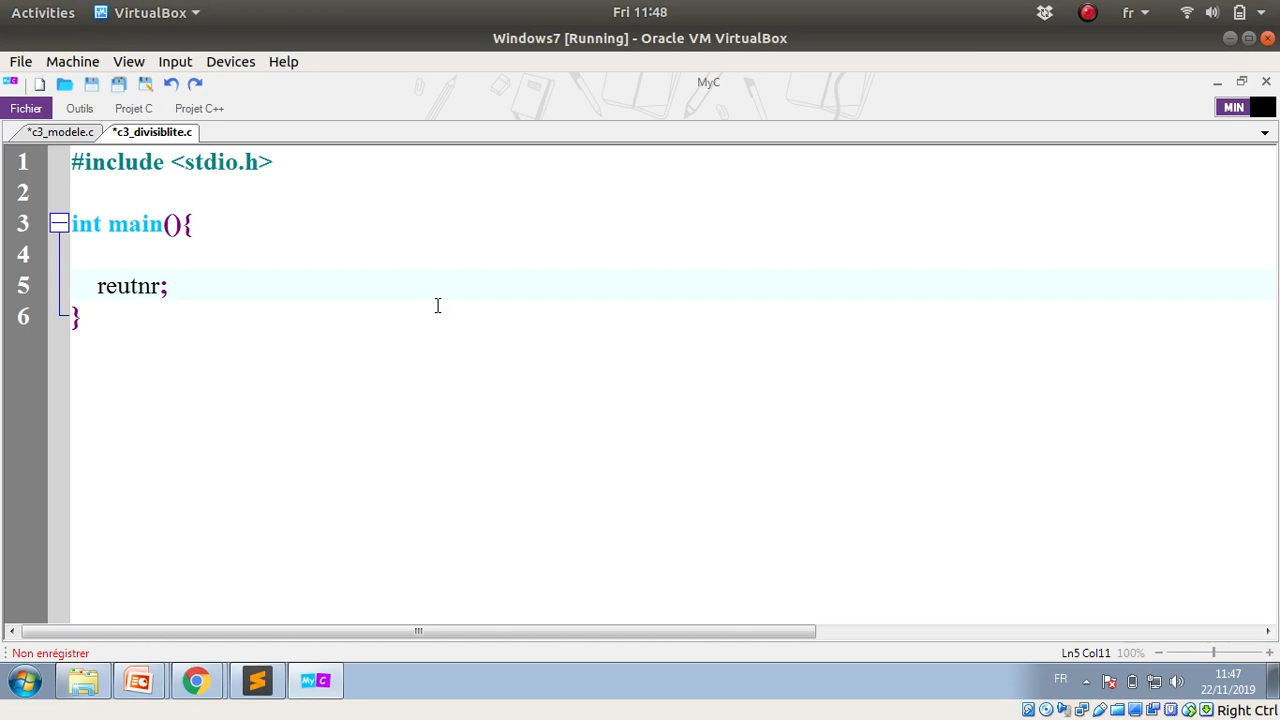 Activities VirtualBox Fri 11:48 fr
Windows7 [Running] - Oracle VM VirtualBox
File Machine View Input Devices Help
MyC
Fichier Outils Projet C Projet C++ MIN
*c3_modele.c *c3_divisiblite.c
1 #include <stdio.h>
2
3 int main(){
4
5 reutnr;
6 }
Non enrégistrer Ln5 Col11 100%
MyC FR 11:47
22/11/2019
Right Ctrl